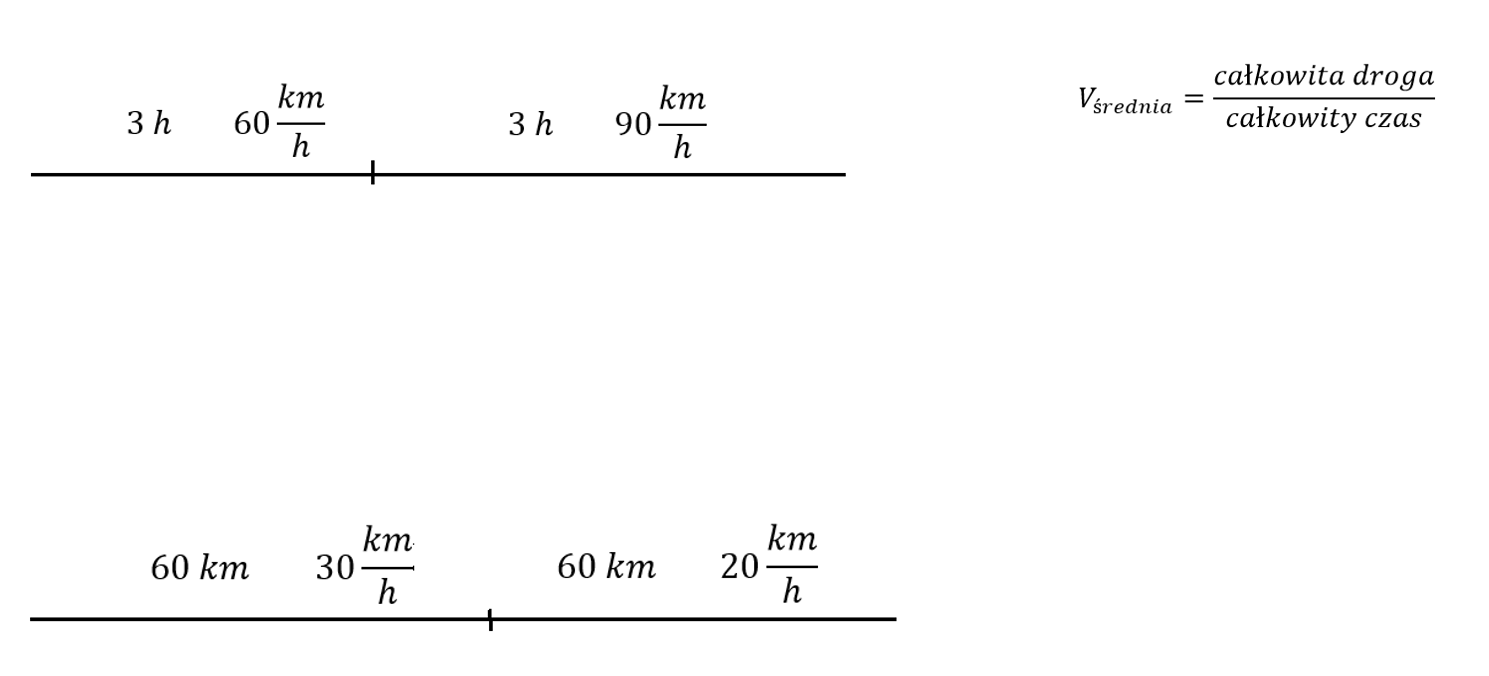 3 h 60 km/h 3 h 90 km/h
V_średnia = całkowita droga / całkowity czas
60 km 30 km/h 60 km 20 km/h